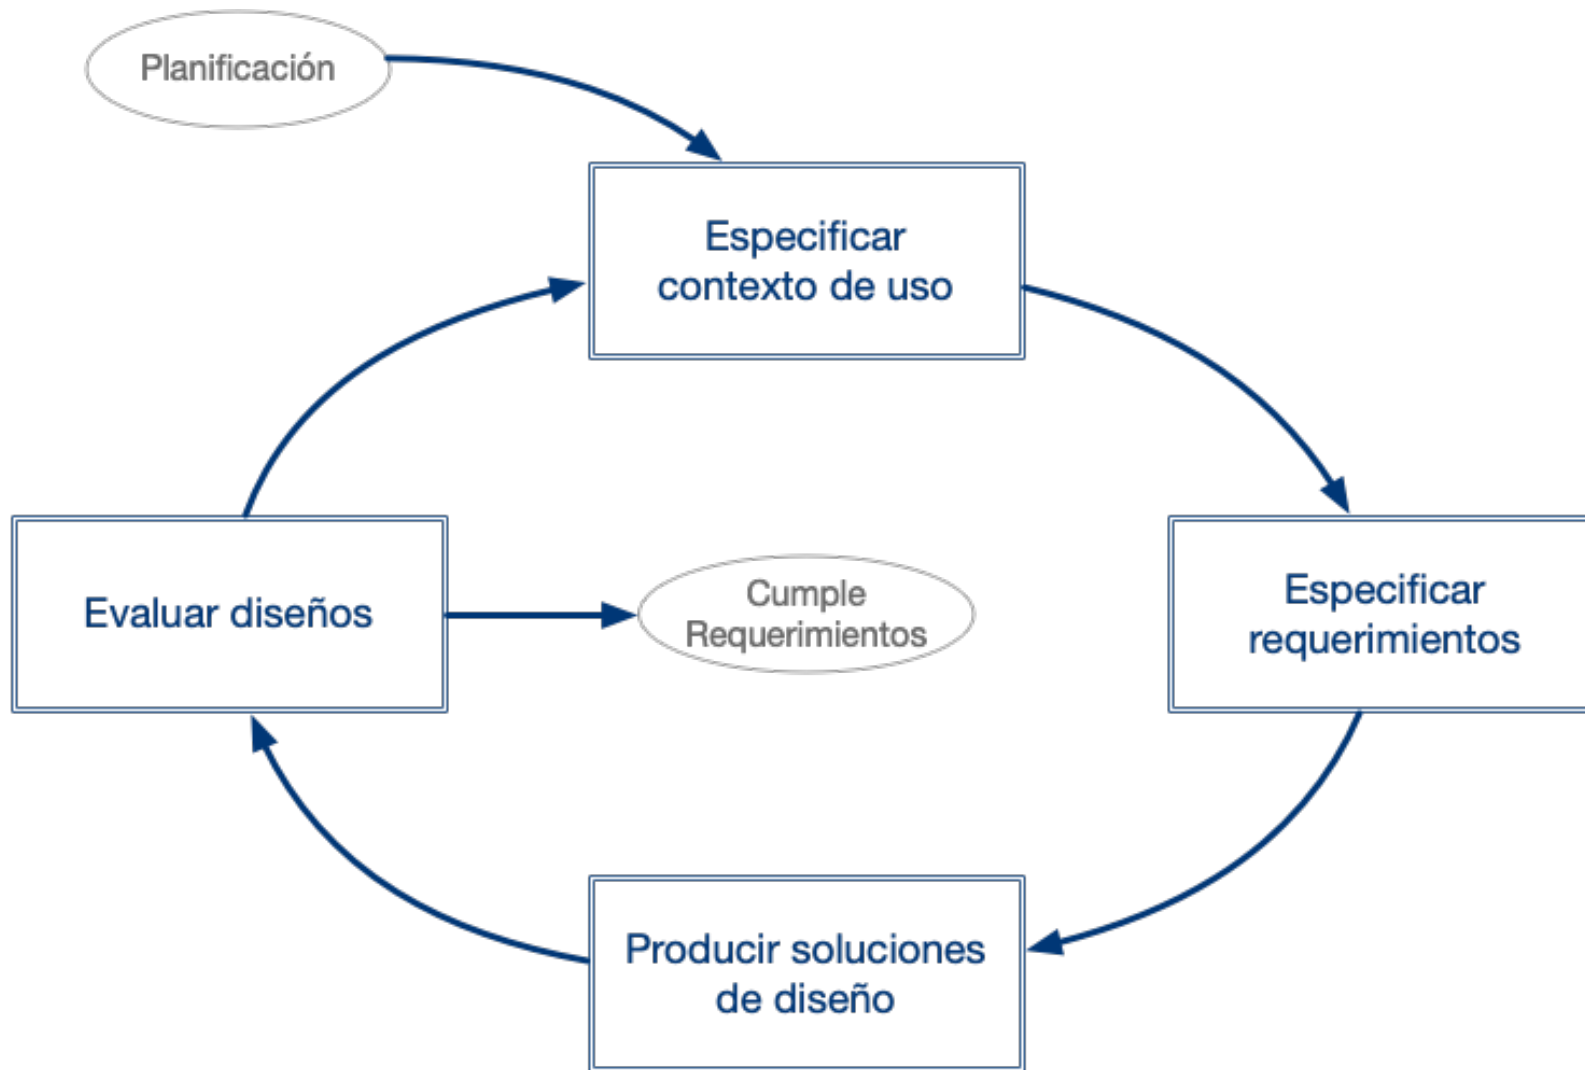 Planificación
Especificar
contexto de uso
Evaluar diseños
Cumple
Requerimientos
Especificar
requerimientos
Producir soluciones
de diseño